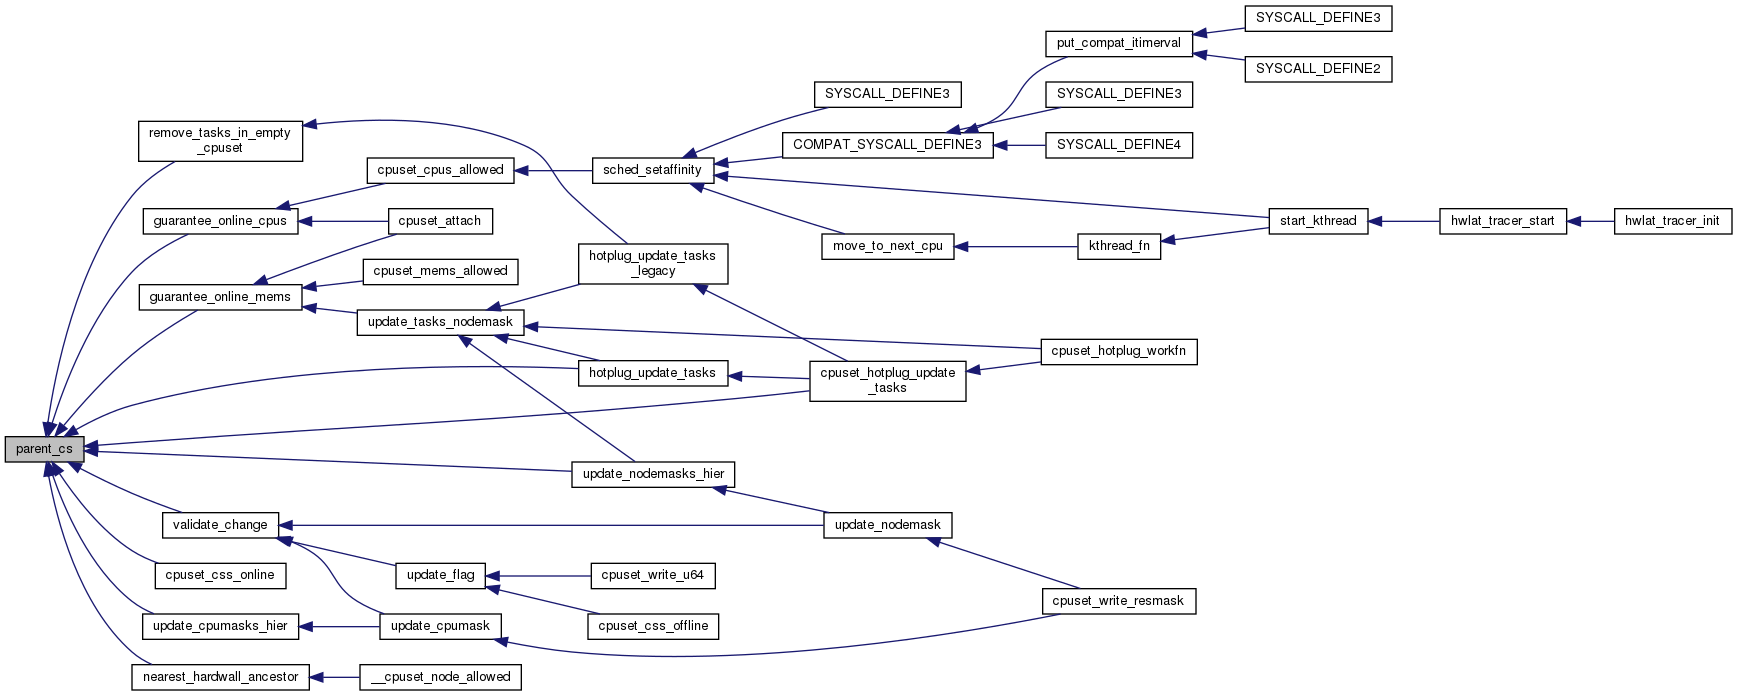 SYSCALL_DEFINE3
put_compat_itimerval
SYSCALL_DEFINE2
SYSCALL_DEFINE3
SYSCALL_DEFINE3
remove_tasks_in_empty
_cpuset
COMPAT_SYSCALL_DEFINE3
SYSCALL_DEFINE4
cpuset_cpus_allowed
sched_setaffinity
guarantee_online_cpus
cpuset_attach
start_kthread
hwlat_tracer_start
hwlat_tracer_init
move_to_next_cpu
kthread_fn
hotplug_update_tasks
_legacy
cpuset_mems_allowed
guarantee_online_mems
update_tasks_nodemask
cpuset_hotplug_workfn
hotplug_update_tasks
cpuset_hotplug_update
_tasks
parent_cs
update_nodemasks_hier
validate_change
update_nodemask
cpuset_css_online
update_flag
cpuset_write_u64
cpuset_write_resmask
update_cpumasks_hier
update_cpumask
cpuset_css_offline
nearest_hardwall_ancestor
__cpuset_node_allowed